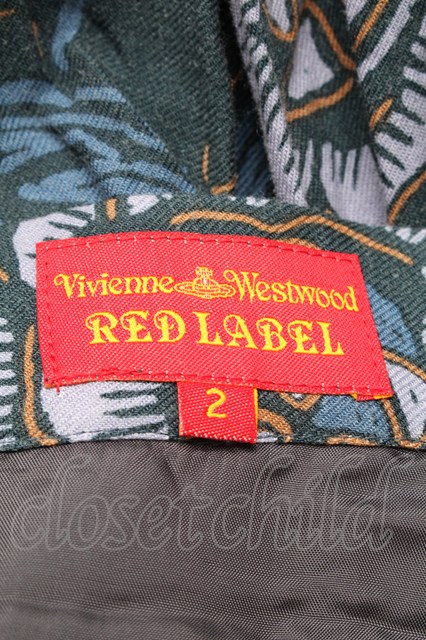 Vivienne Westwood
RED LABEL
2
closet child